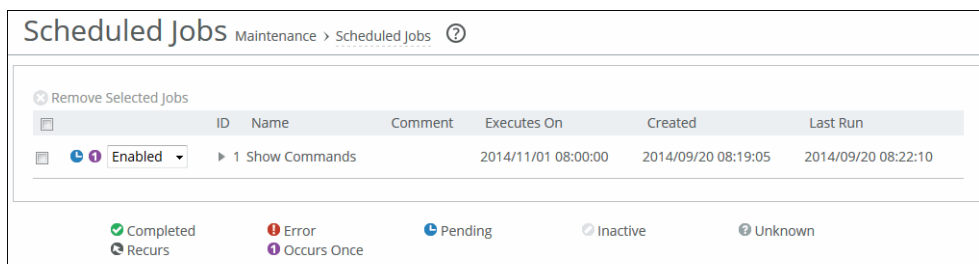 Scheduled Jobs Maintenance > Scheduled Jobs ?
Remove Selected Jobs
ID Name Comment Executes On Created Last Run
1 Enabled 1 Show Commands 2014/11/01 08:00:00 2014/09/20 08:19:05 2014/09/20 08:22:10
Completed ! Error Pending Inactive ? Unknown
Recurs 1 Occurs Once